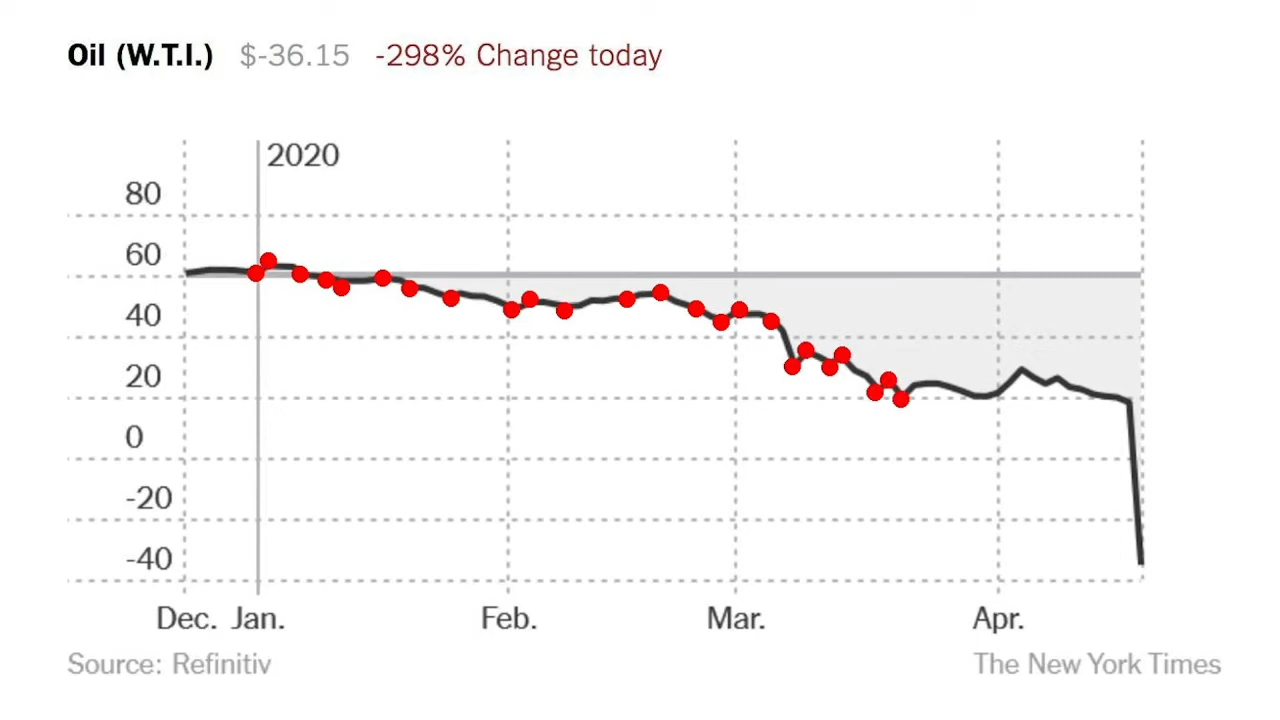 Oil (W.T.I.) $-36.15 -298% Change today
2020
80
60
40
20
0
-20
-40
Dec. Jan. Feb. Mar. Apr.
Source: Refinitiv The New York Times